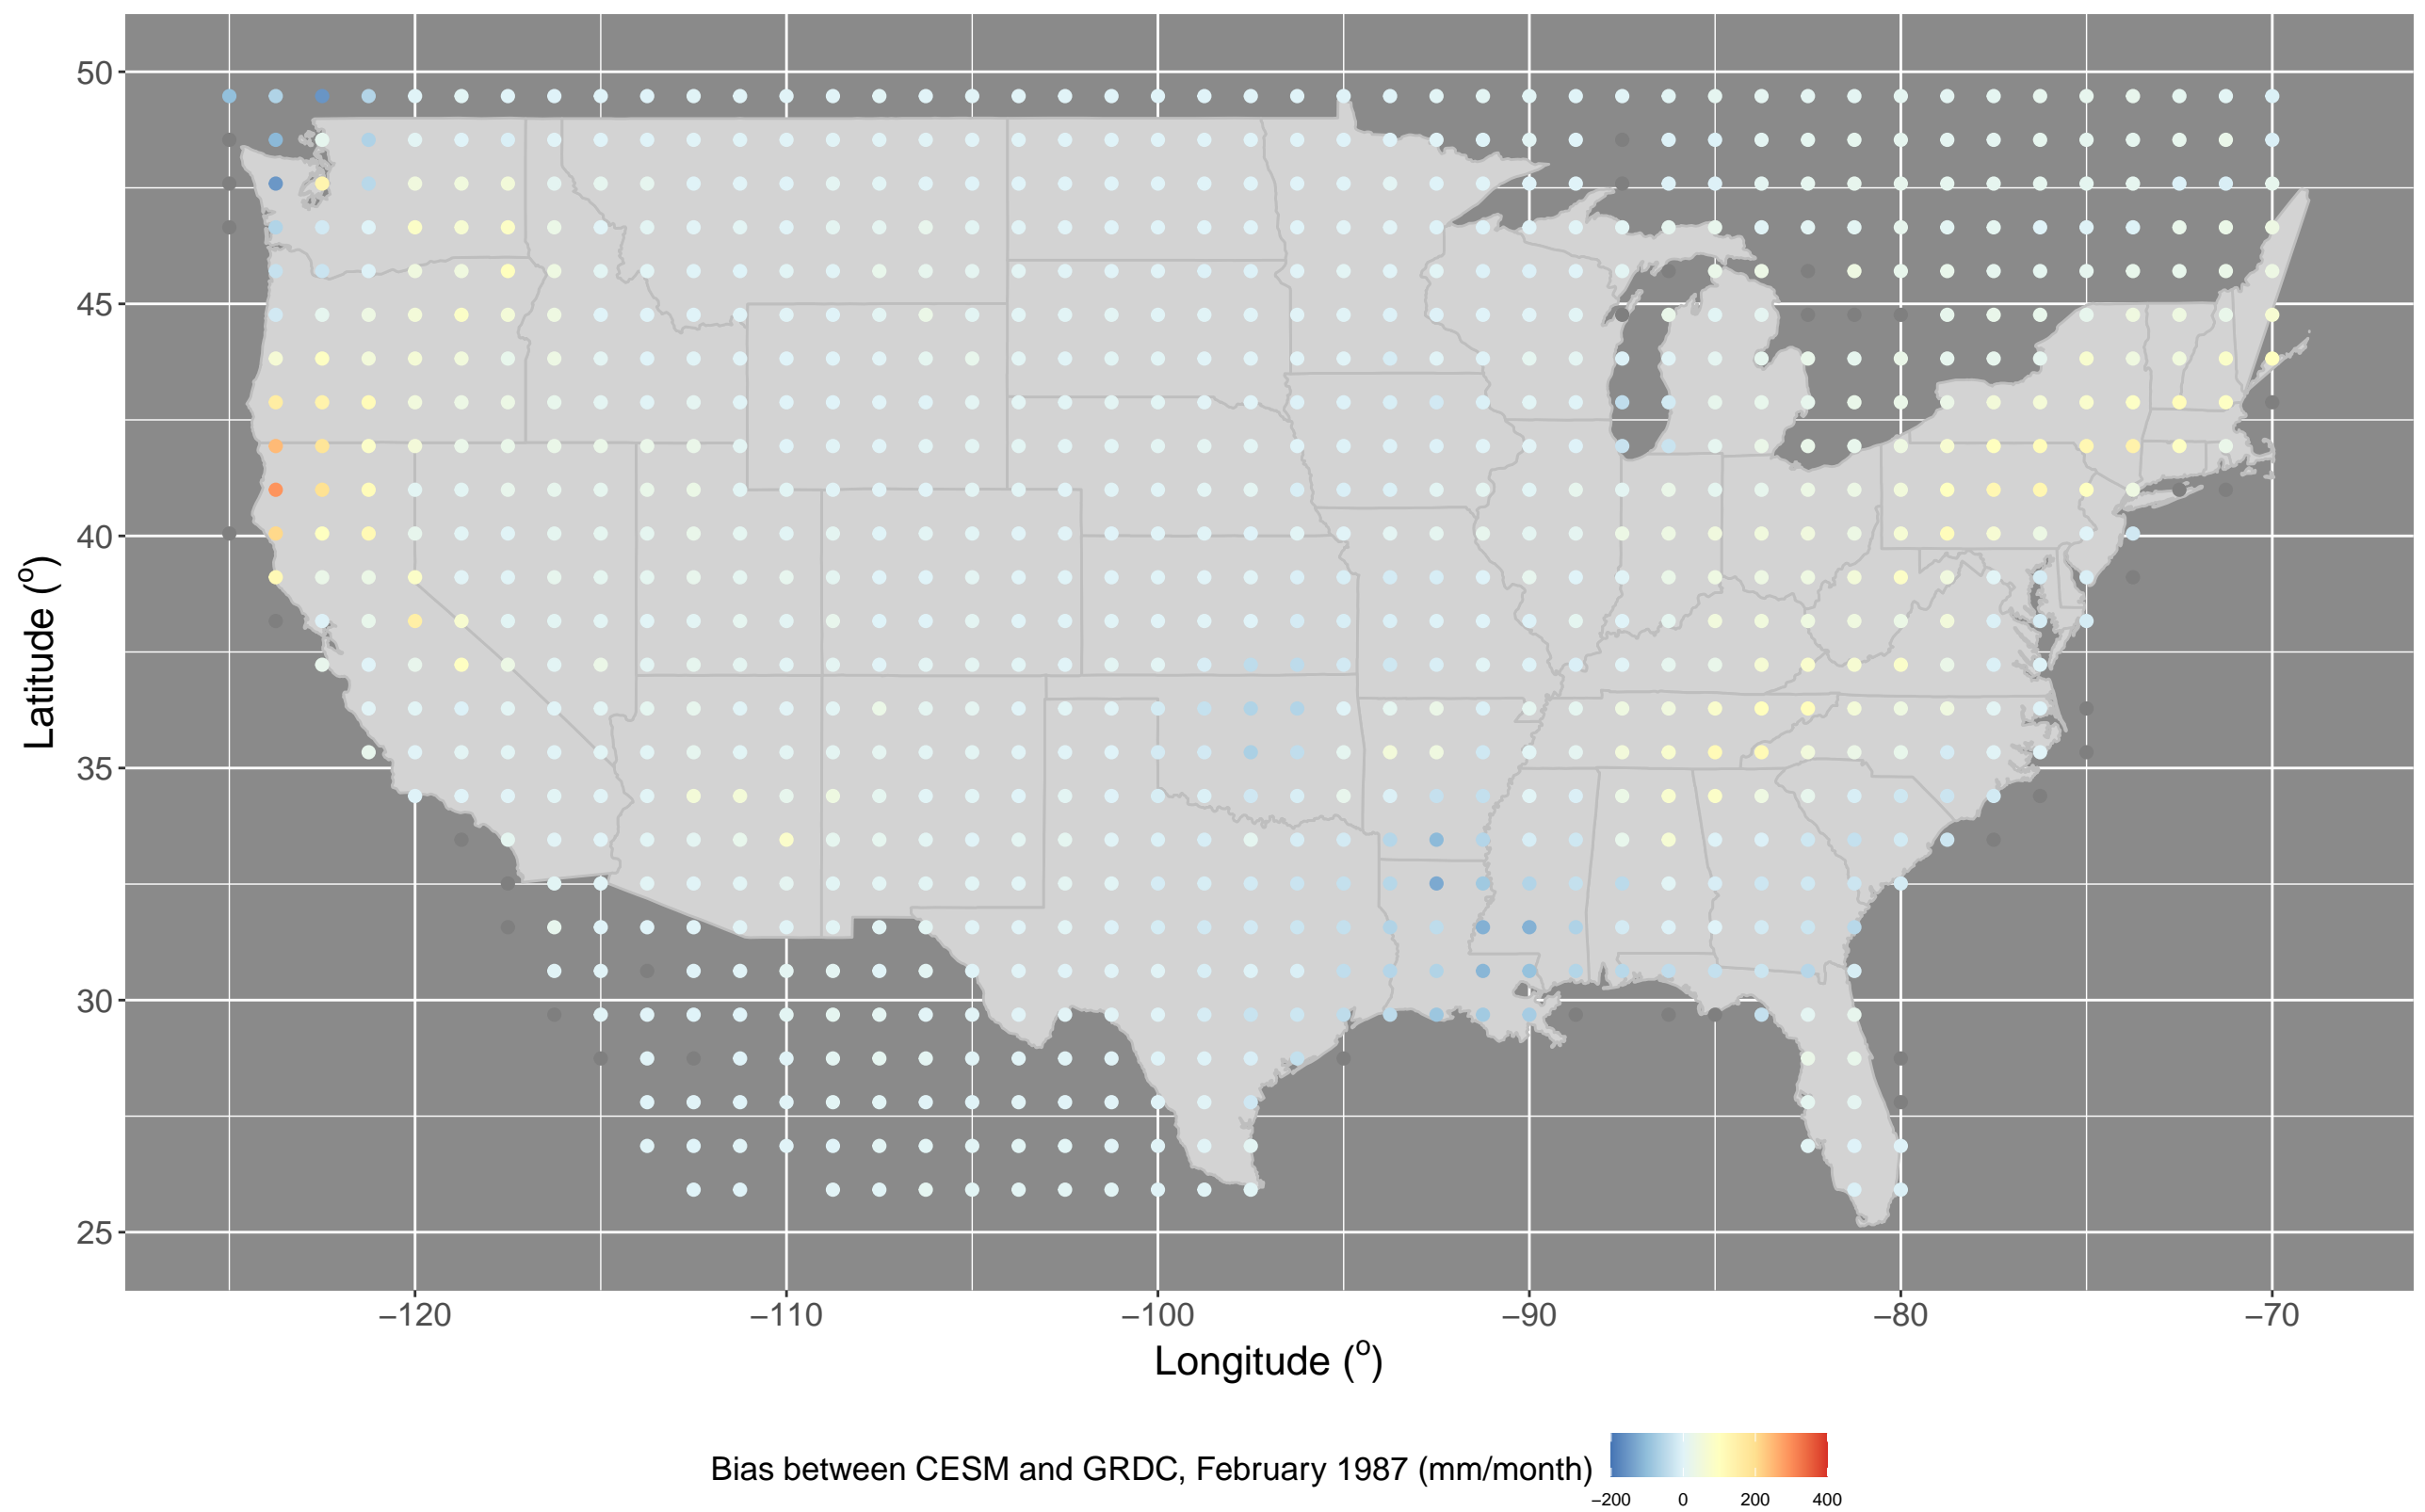 50
45
40
35
30
25
Latitude (°)
−120 −110 −100 −90 −80 −70
Longitude (°)
Bias between CESM and GRDC, February 1987 (mm/month)
−200 0 200 400